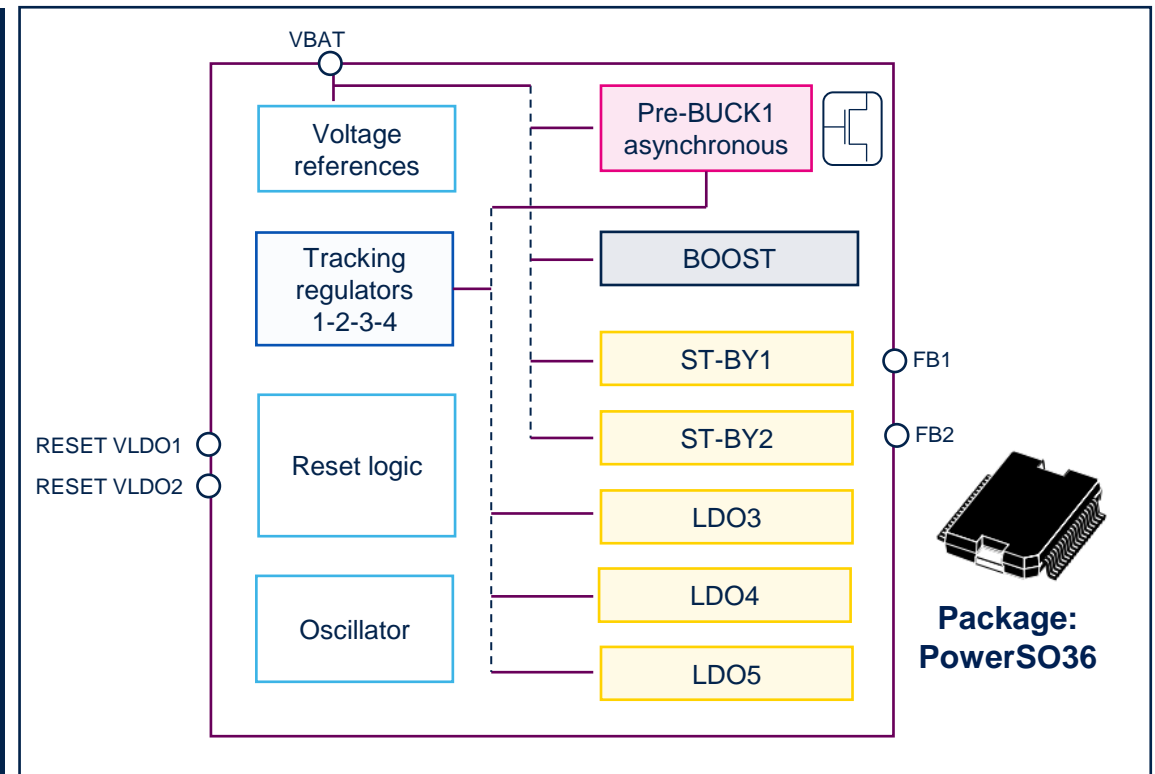 VBAT
Voltage
references
Pre-BUCK1
asynchronous
Tracking
regulators
1-2-3-4
BOOST
ST-BY1
FB1
ST-BY2
FB2
RESET VLDO1
RESET VLDO2
Reset logic
LDO3
LDO4
Oscillator
LDO5
Package:
PowerSO36